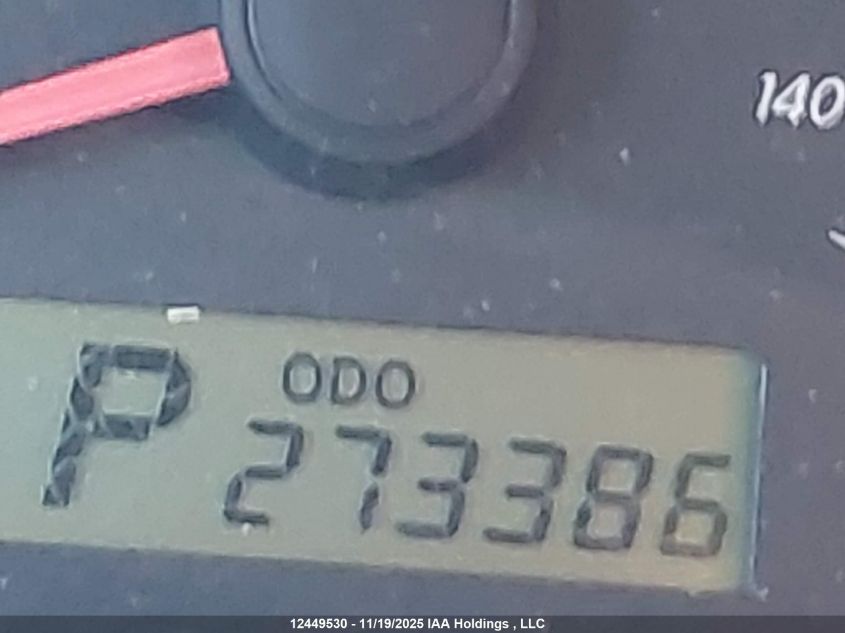 140
P
ODO
273386
12449530 - 11/19/2025 IAA Holdings , LLC